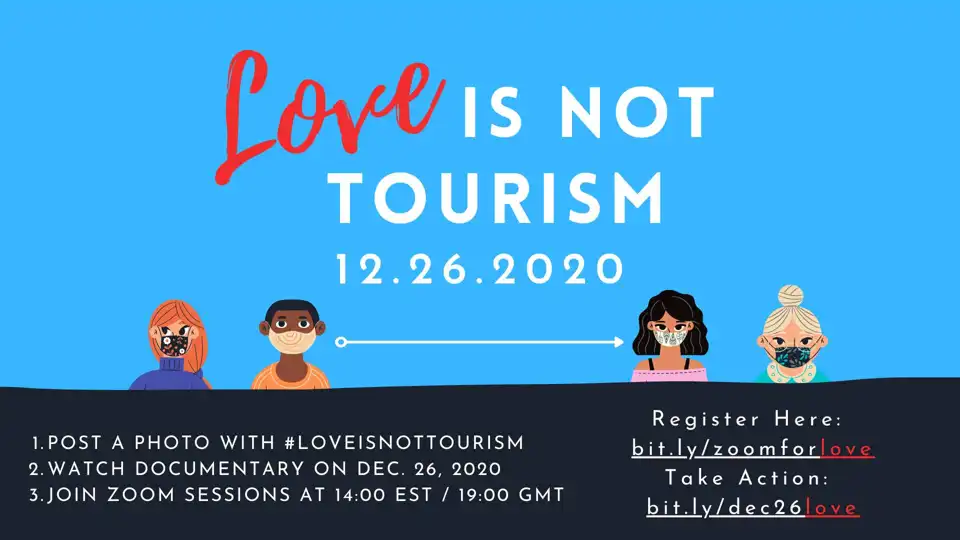 Love IS NOT
TOURISM
12.26.2020
1.POST A PHOTO WITH #LOVEISNOTTOURISM
2.WATCH DOCUMENTARY ON DEC. 26, 2020
3.JOIN ZOOM SESSIONS AT 14:00 EST / 19:00 GMT
Register Here:
bit.ly/zoomforlove
Take Action:
bit.ly/dec26love